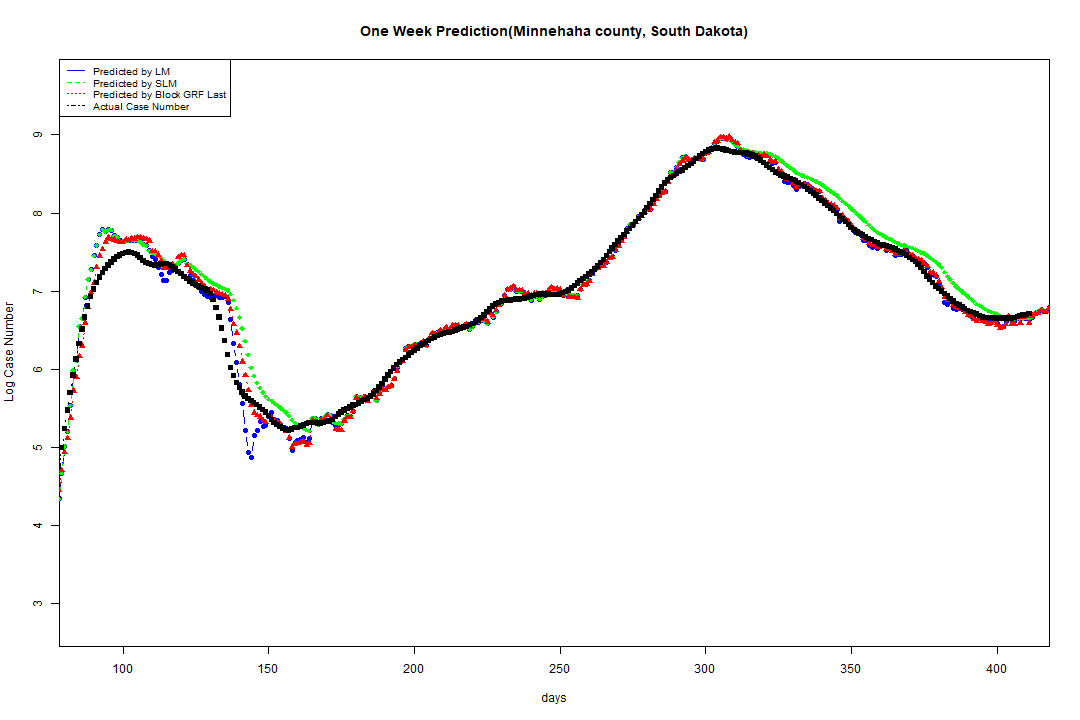 One Week Prediction(Minnehaha county, South Dakota)
Predicted by LM
Predicted by SLM
Predicted by Block GRF Last
Actual Case Number
9
8
7
6
5
4
3
Log Case Number
100 150 200 250 300 350 400
days